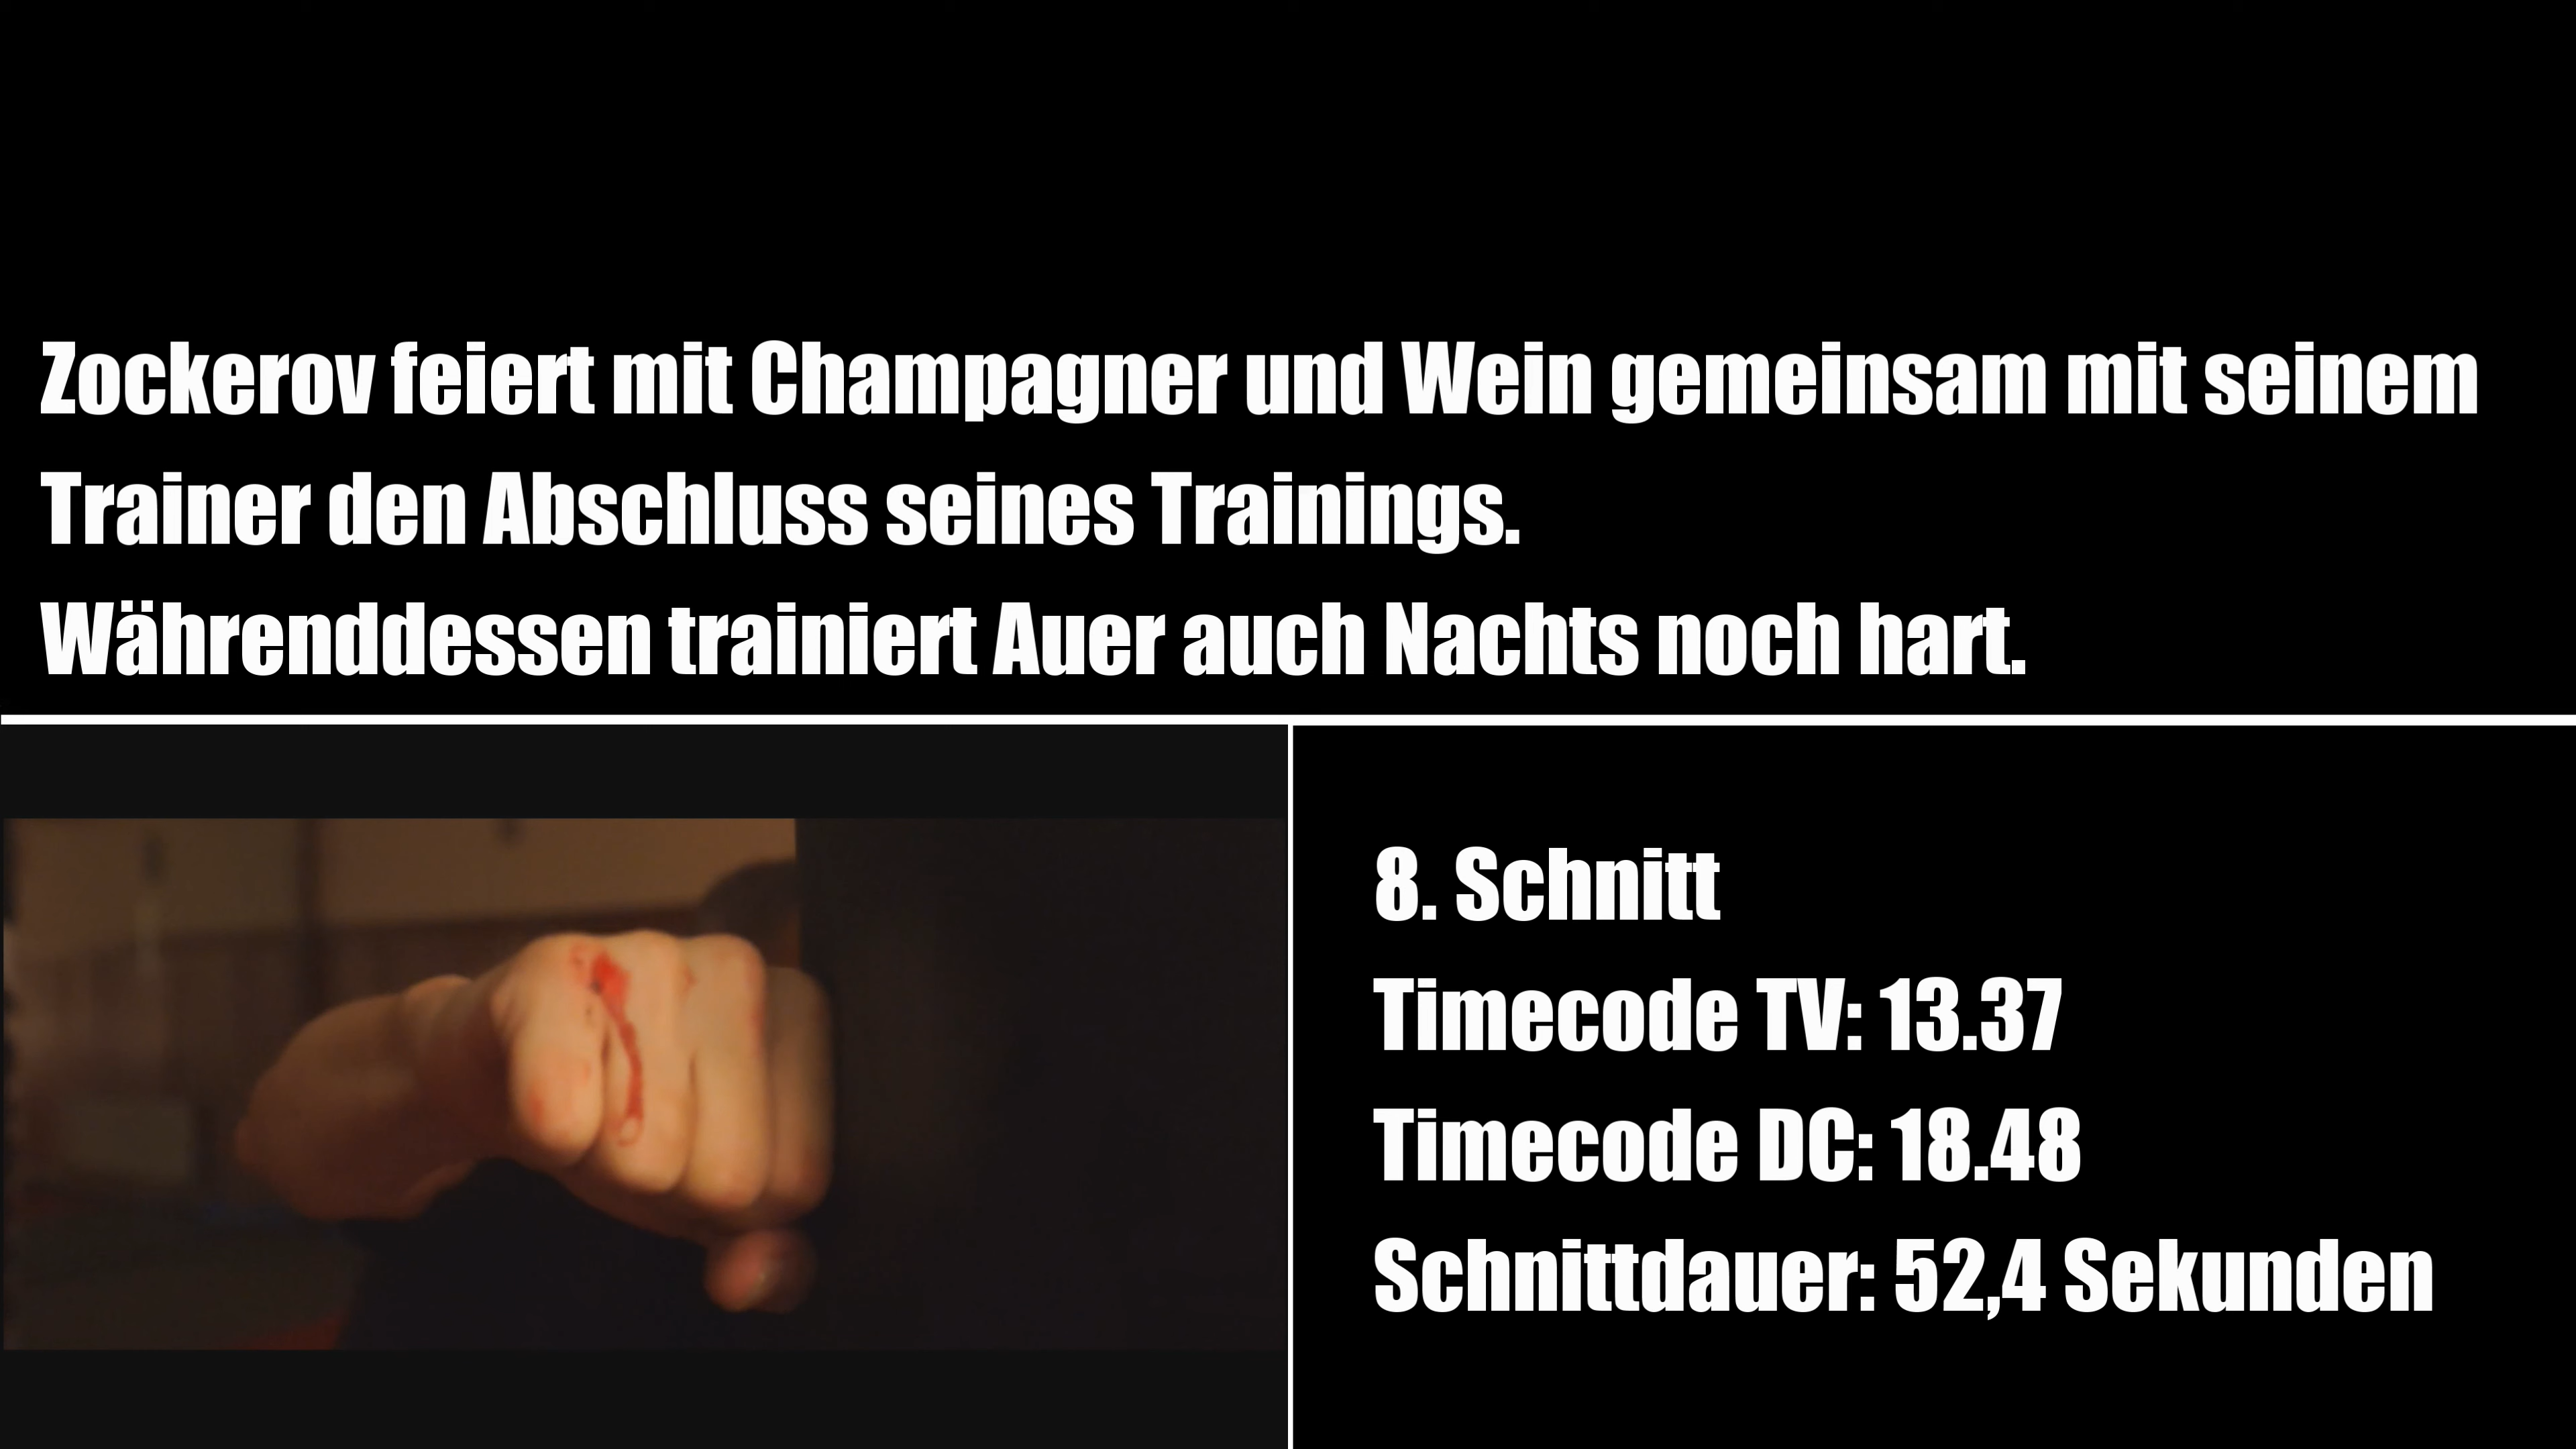 Zockerov feiert mit Champagner und Wein gemeinsam mit seinem
Trainer den Abschluss seines Trainings.
Währenddessen trainiert Auer auch Nachts noch hart.
8. Schnitt
Timecode TV: 13.37
Timecode DC: 18.48
Schnittdauer: 52,4 Sekunden